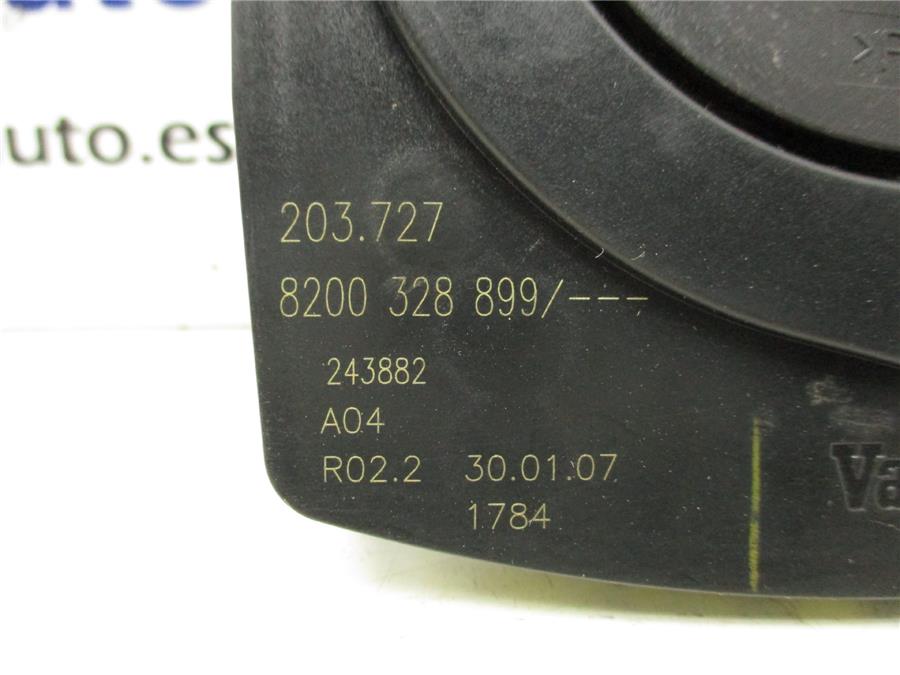 uto.es
203.727
8200 328 899/---
243882
A04
R02.2 30.01.07
1784